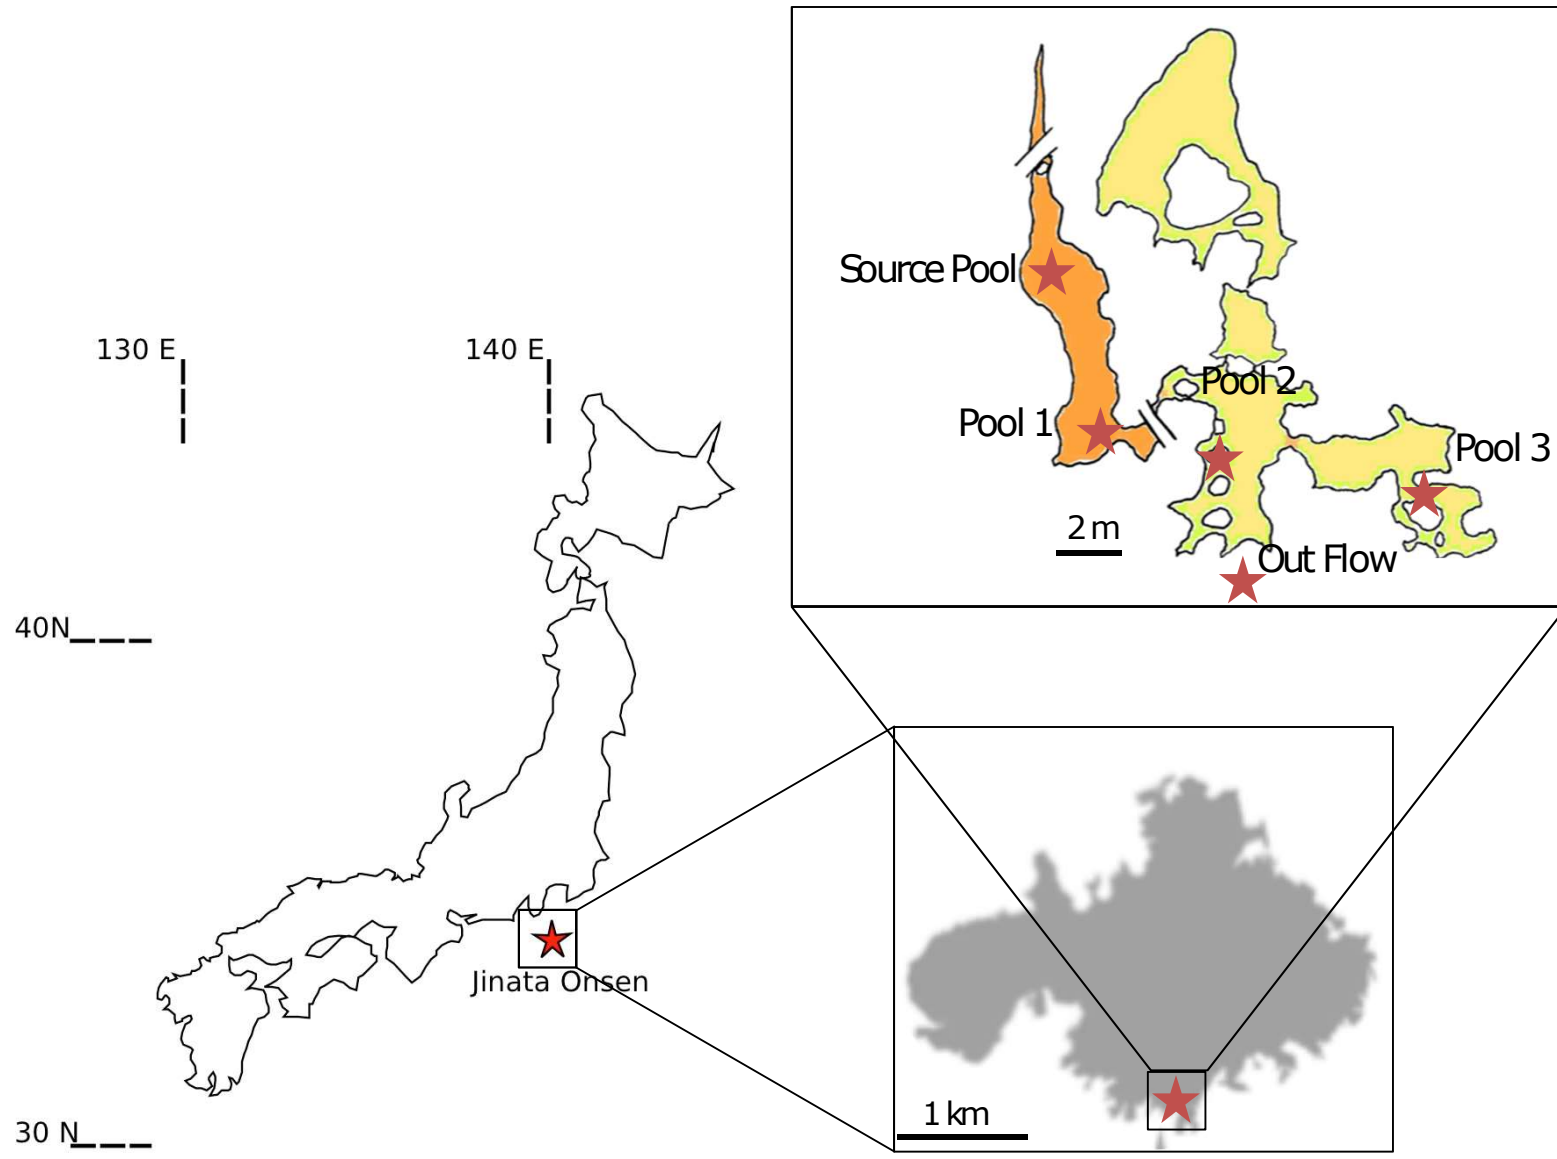 130 E
140 E
40N
30 N
Jinata Onsen
Source Pool
Pool 1
Pool 2
Pool 3
2 m
Out Flow
1 km